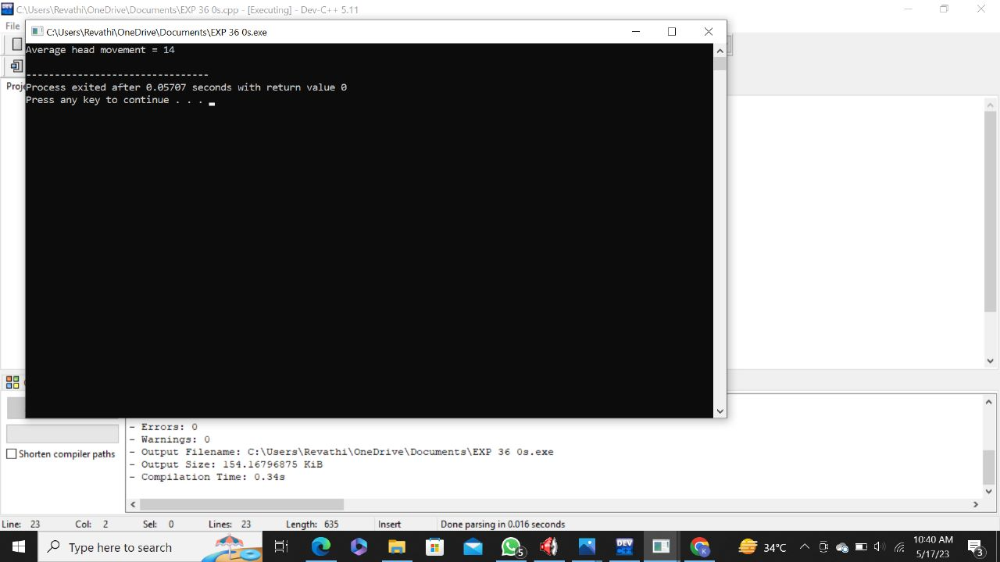 C:\Users\Revathi\OneDrive\Documents\EXP 36 0s.cpp - [Executing] - Dev-C++ 5.11
File
C:\Users\Revathi\OneDrive\Documents\EXP 36 0s.exe
Average head movement = 14
--------------------------------
Process exited after 0.05707 seconds with return value 0
Press any key to continue . . .
Proje
- Errors: 0
- Warnings: 0
- Output Filename: C:\Users\Revathi\OneDrive\Documents\EXP 36 0s.exe
- Output Size: 154.16796875 KiB
- Compilation Time: 0.34s
Shorten compiler paths
Line: 23 Col: 2 Sel: 0 Lines: 23 Length: 635 Insert Done parsing in 0.016 seconds
Type here to search
5
DEV C++
K
34°C
10:40 AM
5/17/23
3